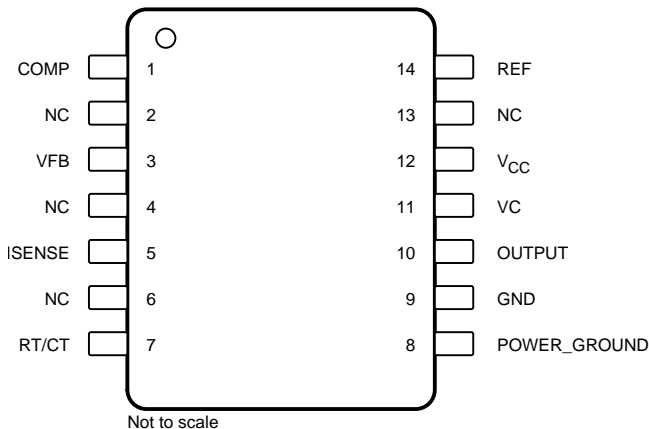 COMP 1 14 REF
NC 2 13 NC
VFB 3 12 VCC
NC 4 11 VC
ISENSE 5 10 OUTPUT
NC 6 9 GND
RT/CT 7 8 POWER_GROUND
Not to scale